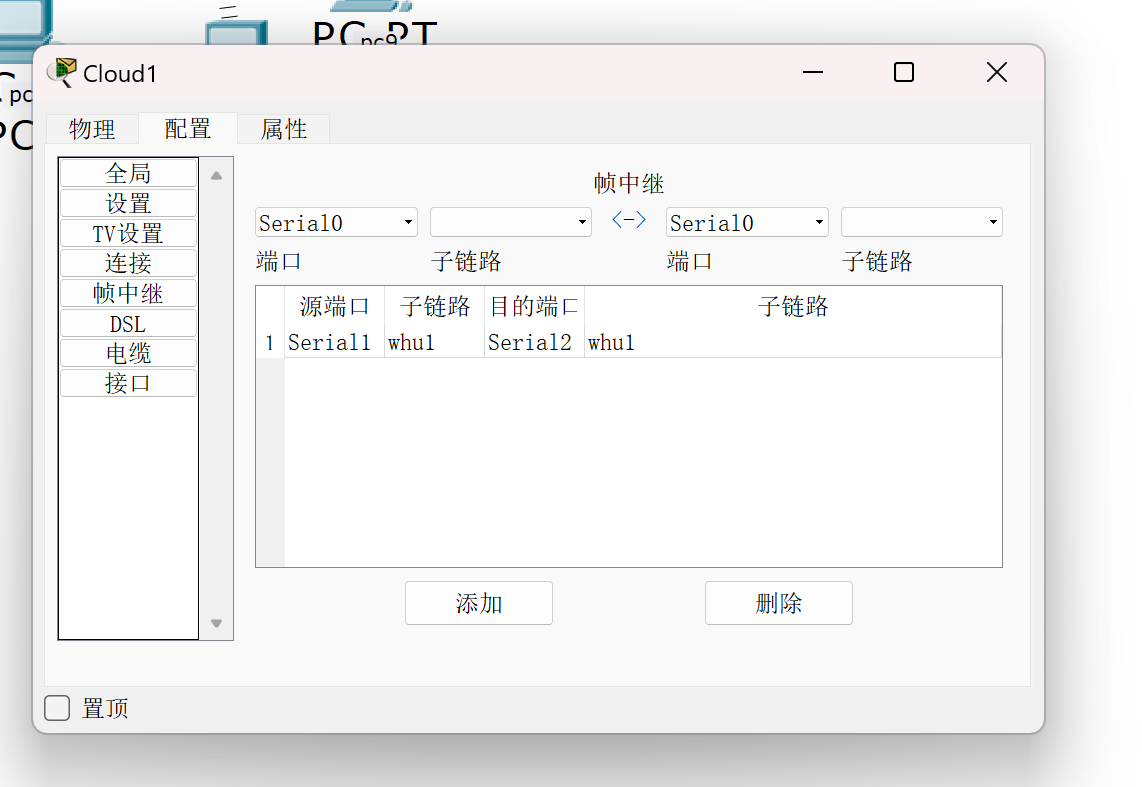 PC-PT
pc9
pc
PC
Cloud1
物理 配置 属性
全局
设置
TV设置
连接
帧中继
DSL
电缆
接口
帧中继
Serial0 <-> Serial0
端口 子链路 端口 子链路
源端口 子链路 目的端口 子链路
1 Serial1 whu1 Serial2 whu1
添加 删除
置顶